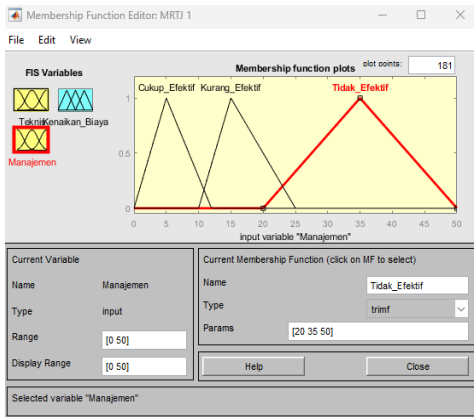 Membership Function Editor: MRTJ 1
File Edit View
FIS Variables
Membership function plots plot points: 181
Teknis Kenaikan_Biaya
Manajemen
Cukup_Efektif Kurang_Efektif Tidak_Efektif
1
0.5
0
0 5 10 15 20 25 30 35 40 45 50
input variable "Manajemen"
Current Variable
Name Manajemen
Type input
Range [0 50]
Display Range [0 50]
Current Membership Function (click on MF to select)
Name Tidak_Efektif
Type trimf
Params [20 35 50]
Help Close
Selected variable "Manajemen"